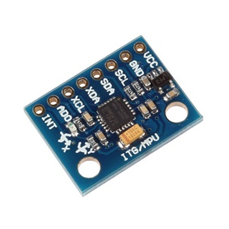 VCC
GND
SCL
SDA
XDA
XCL
ADO
INT
ITG/MPU